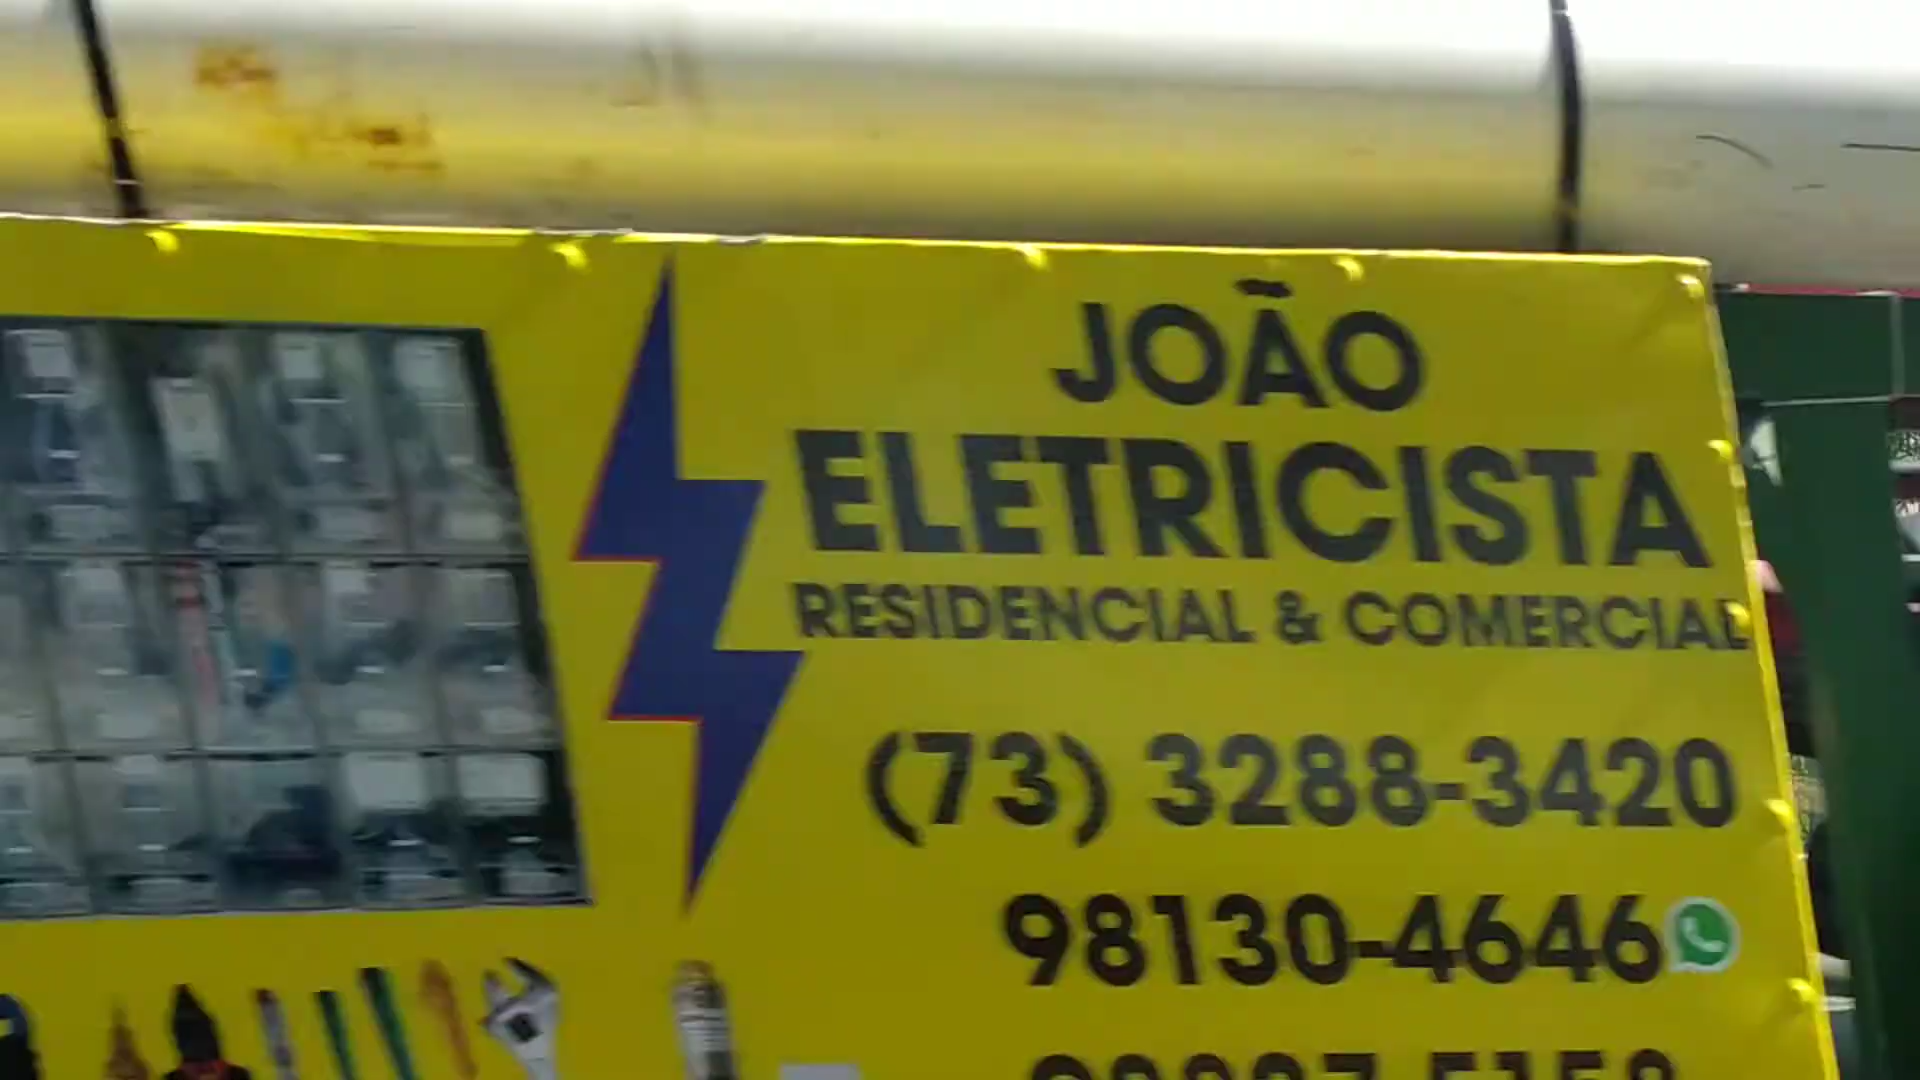 JOÃO
ELETRICISTA
RESIDENCIAL & COMERCIAL
(73) 3288-3420
98130-4646